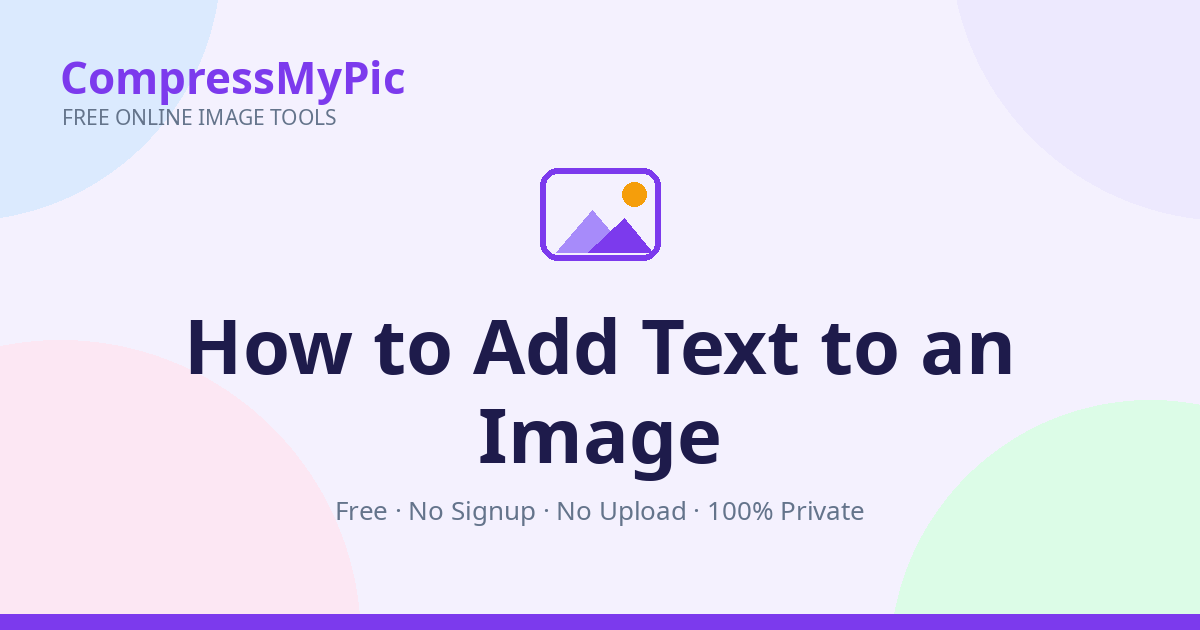 CompressMyPic
FREE ONLINE IMAGE TOOLS
How to Add Text to an
Image
Free · No Signup · No Upload · 100% Private